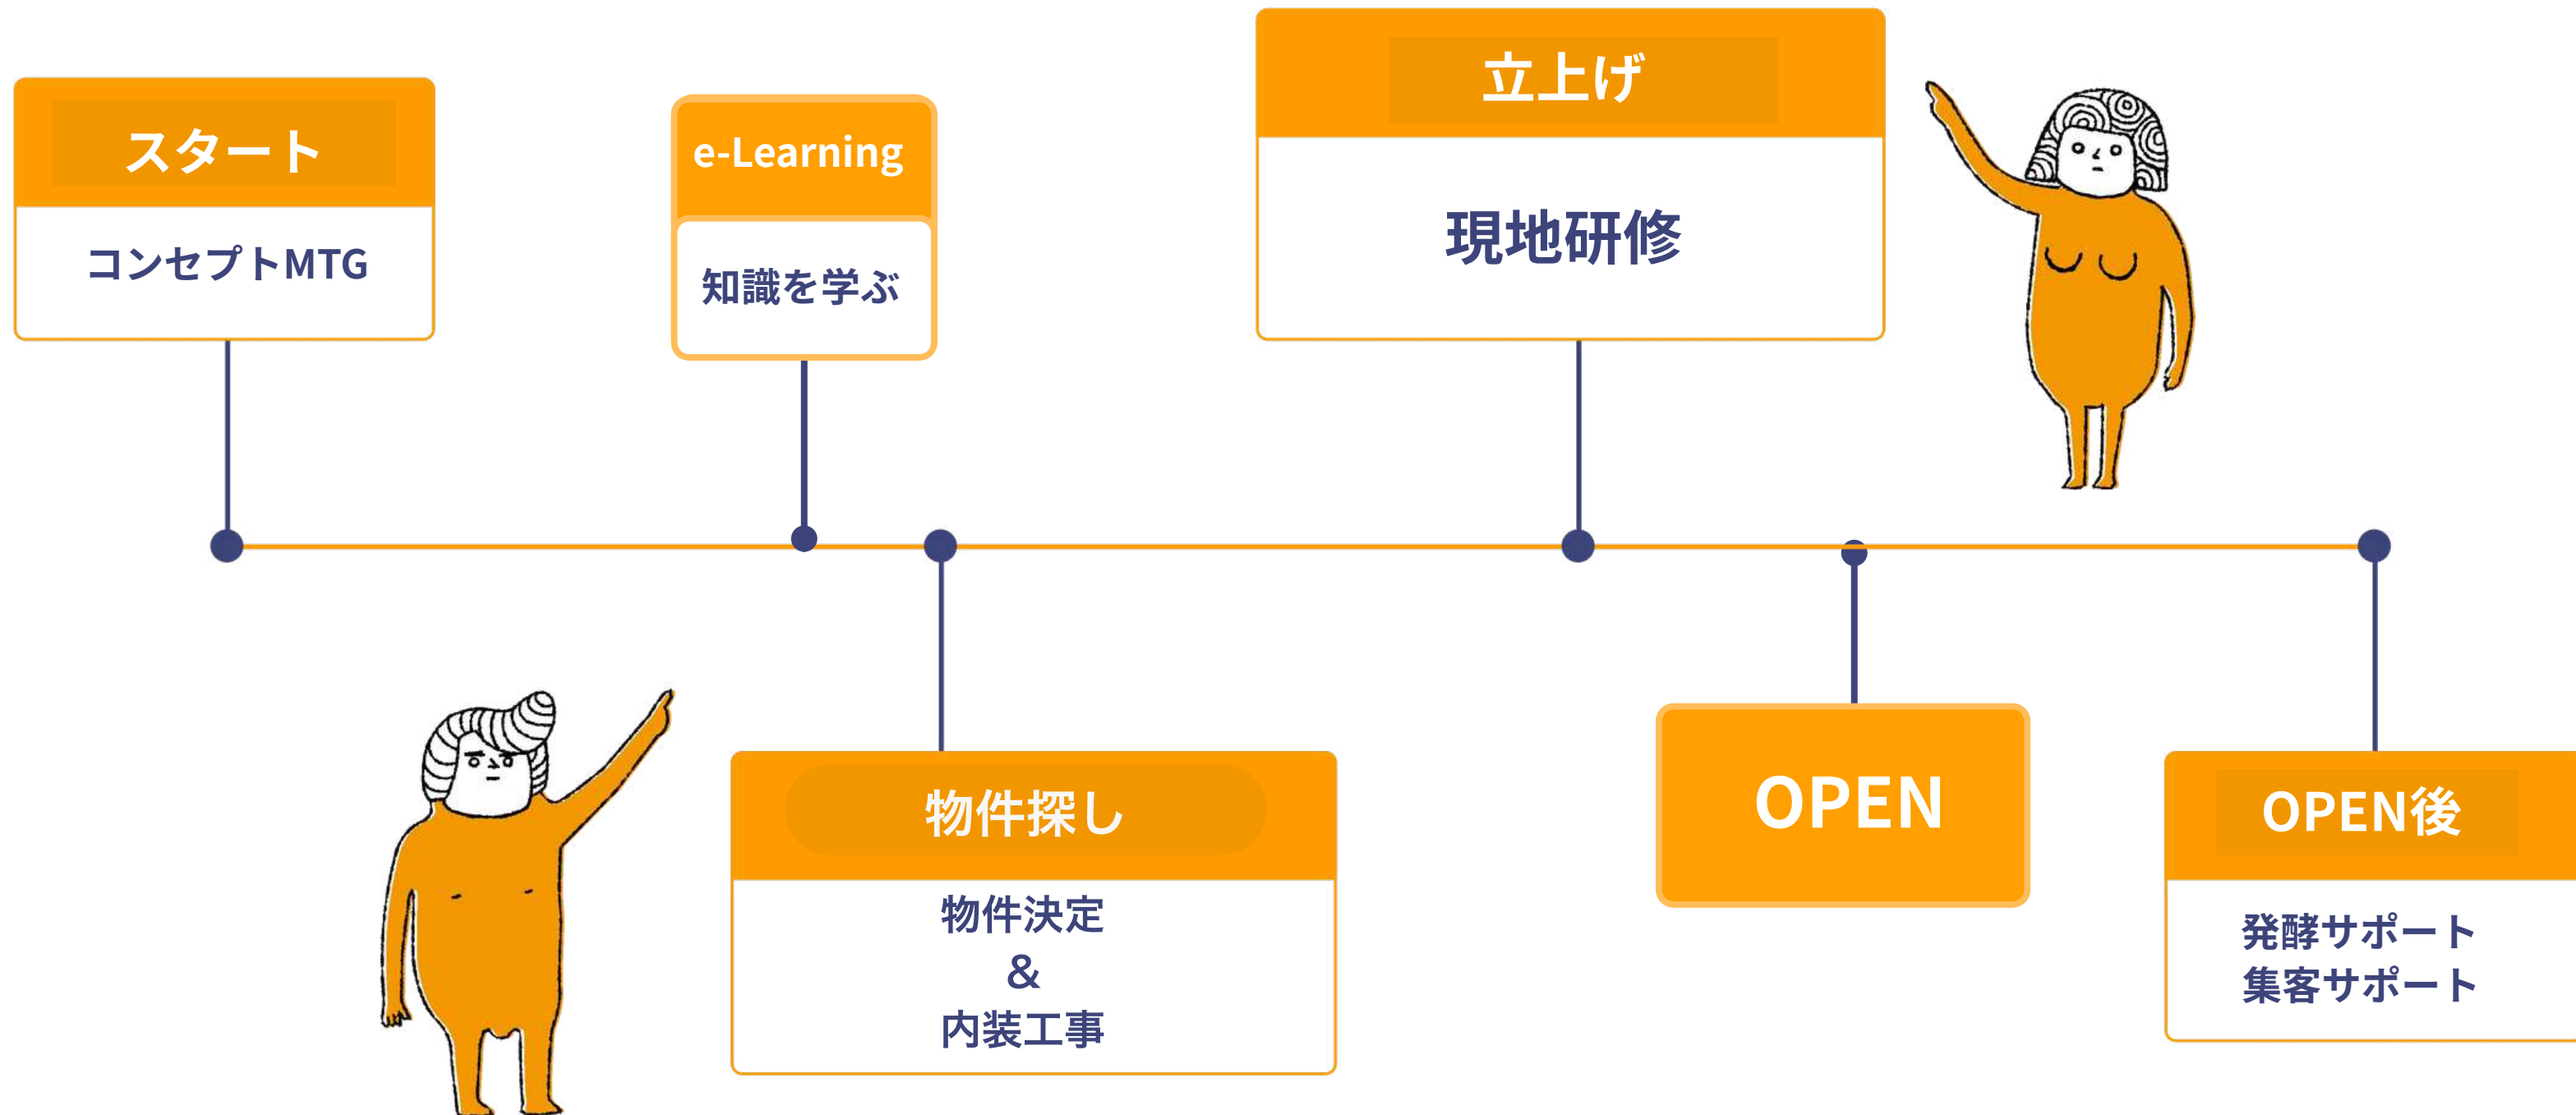 スタート
コンセプトMTG
e-Learning
知識を学ぶ
物件探し
物件決定
&
内装工事
立上げ
現地研修
OPEN
OPEN後
発酵サポート
集客サポート